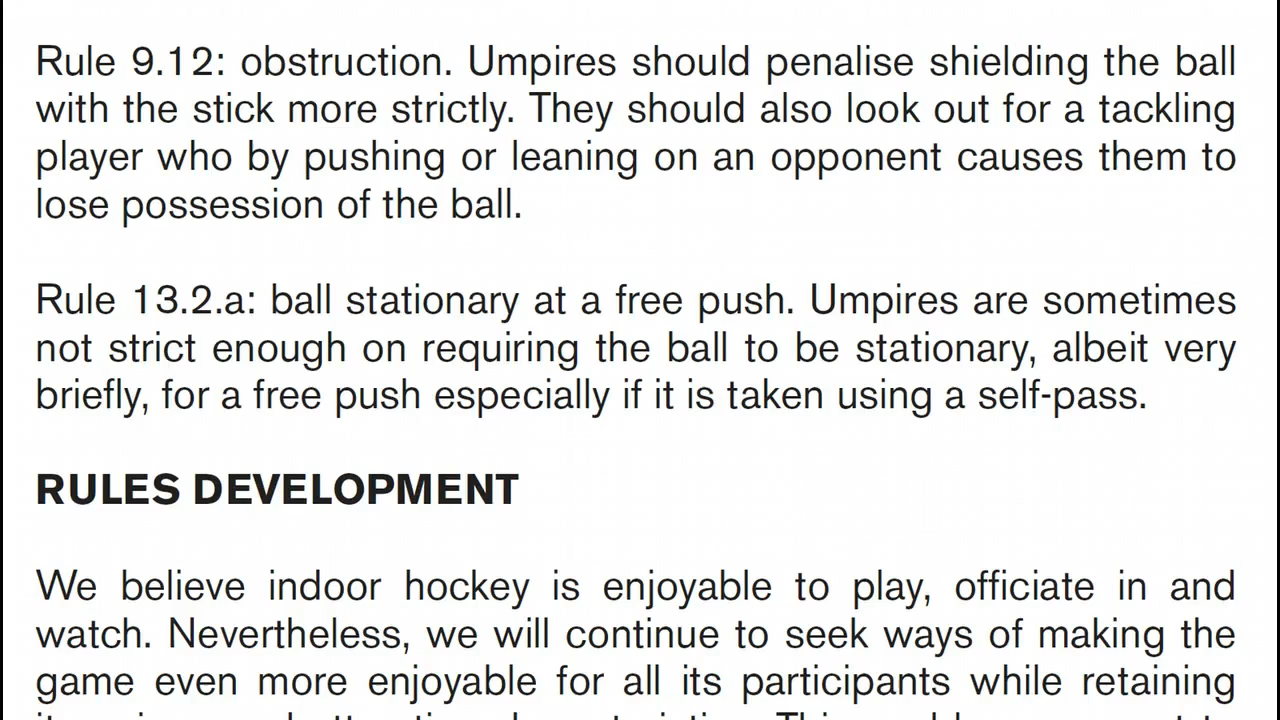 Rule 9.12: obstruction. Umpires should penalise shielding the ball
with the stick more strictly. They should also look out for a tackling
player who by pushing or leaning on an opponent causes them to
lose possession of the ball.
Rule 13.2.a: ball stationary at a free push. Umpires are sometimes
not strict enough on requiring the ball to be stationary, albeit very
briefly, for a free push especially if it is taken using a self-pass.
RULES DEVELOPMENT
We believe indoor hockey is enjoyable to play, officiate in and
watch. Nevertheless, we will continue to seek ways of making the
game even more enjoyable for all its participants while retaining